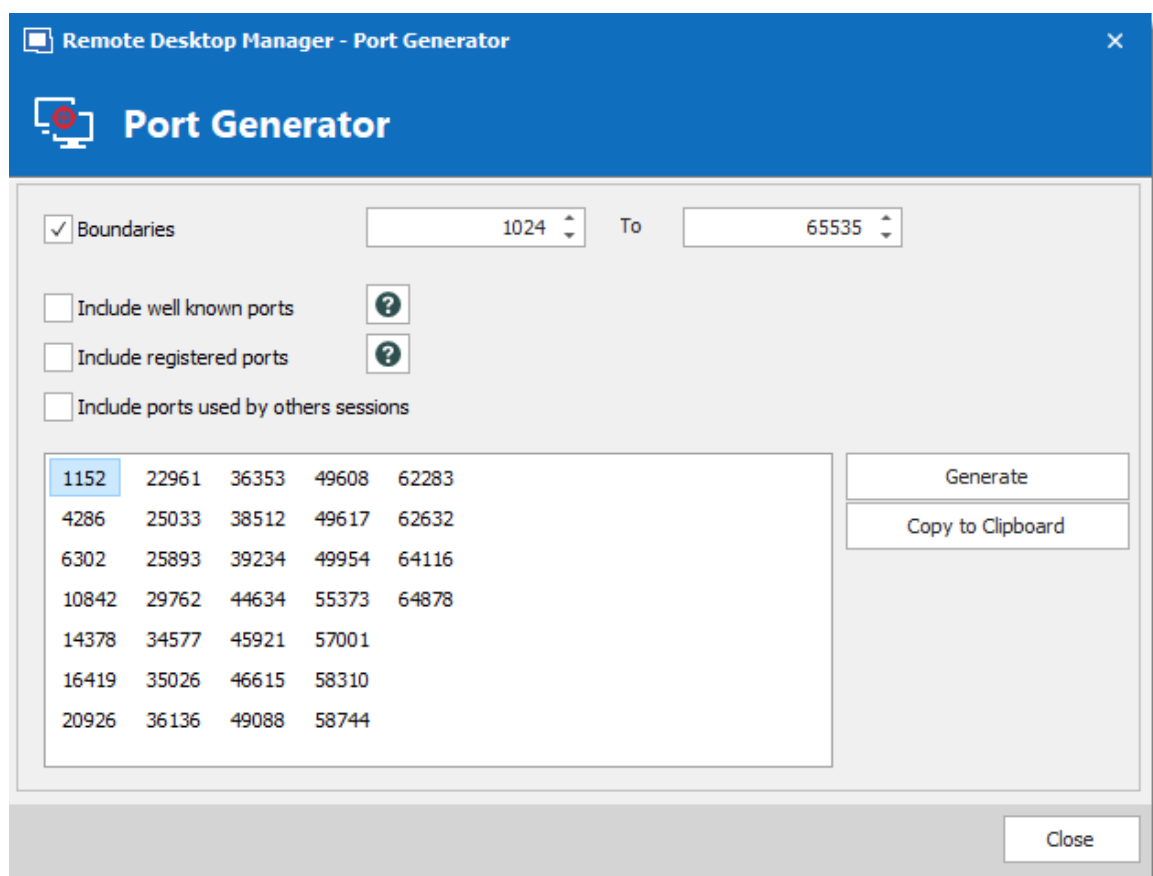 Remote Desktop Manager - Port Generator
Port Generator
Boundaries 1024 To 65535
Include well known ports
Include registered ports
Include ports used by others sessions
1152 22961 36353 49608 62283
4286 25033 38512 49617 62632
6302 25893 39234 49954 64116
10842 29762 44634 55373 64878
14378 34577 45921 57001
16419 35026 46615 58310
20926 36136 49088 58744
Generate
Copy to Clipboard
Close